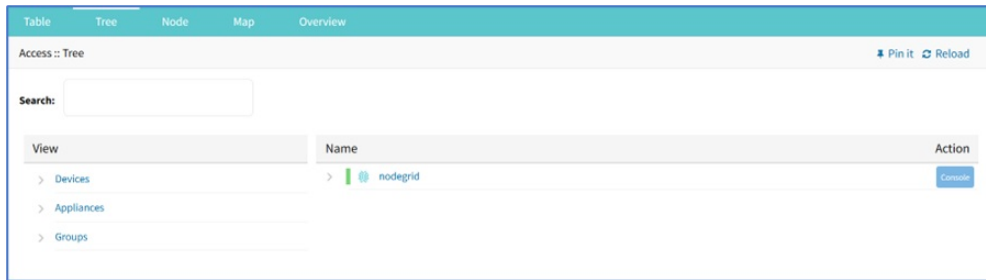 Table Tree Node Map Overview
Access :: Tree Pin it Reload
Search:
View Name Action
Devices nodegrid Console
Appliances
Groups